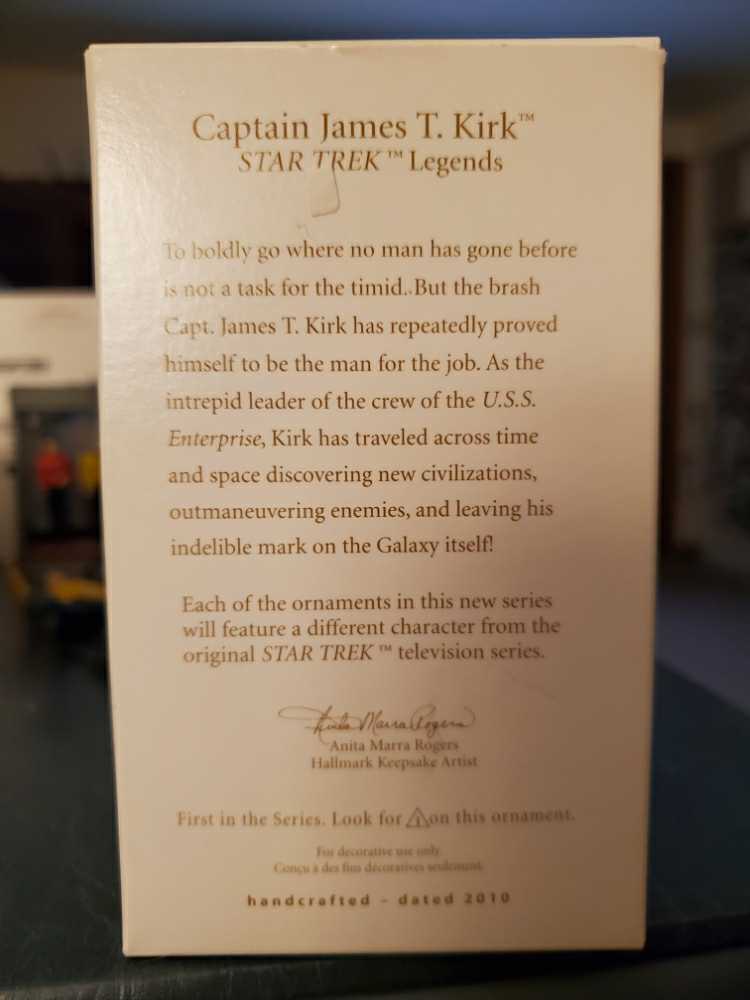 Captain James T. Kirk™
STAR TREK™ Legends
To boldly go where no man has gone before
is not a task for the timid. But the brash
Capt. James T. Kirk has repeatedly proved
himself to be the man for the job. As the
intrepid leader of the crew of the U.S.S.
Enterprise, Kirk has traveled across time
and space discovering new civilizations,
outmaneuvering enemies, and leaving his
indelible mark on the Galaxy itself!
Each of the ornaments in this new series
will feature a different character from the
original STAR TREK™ television series.
Anita Marra Rogers
Anita Marra Rogers
Hallmark Keepsake Artist
First in the Series. Look for 1 on this ornament.
For decorative use only.
Conçu à des fins décoratives seulement.
handcrafted – dated 2010